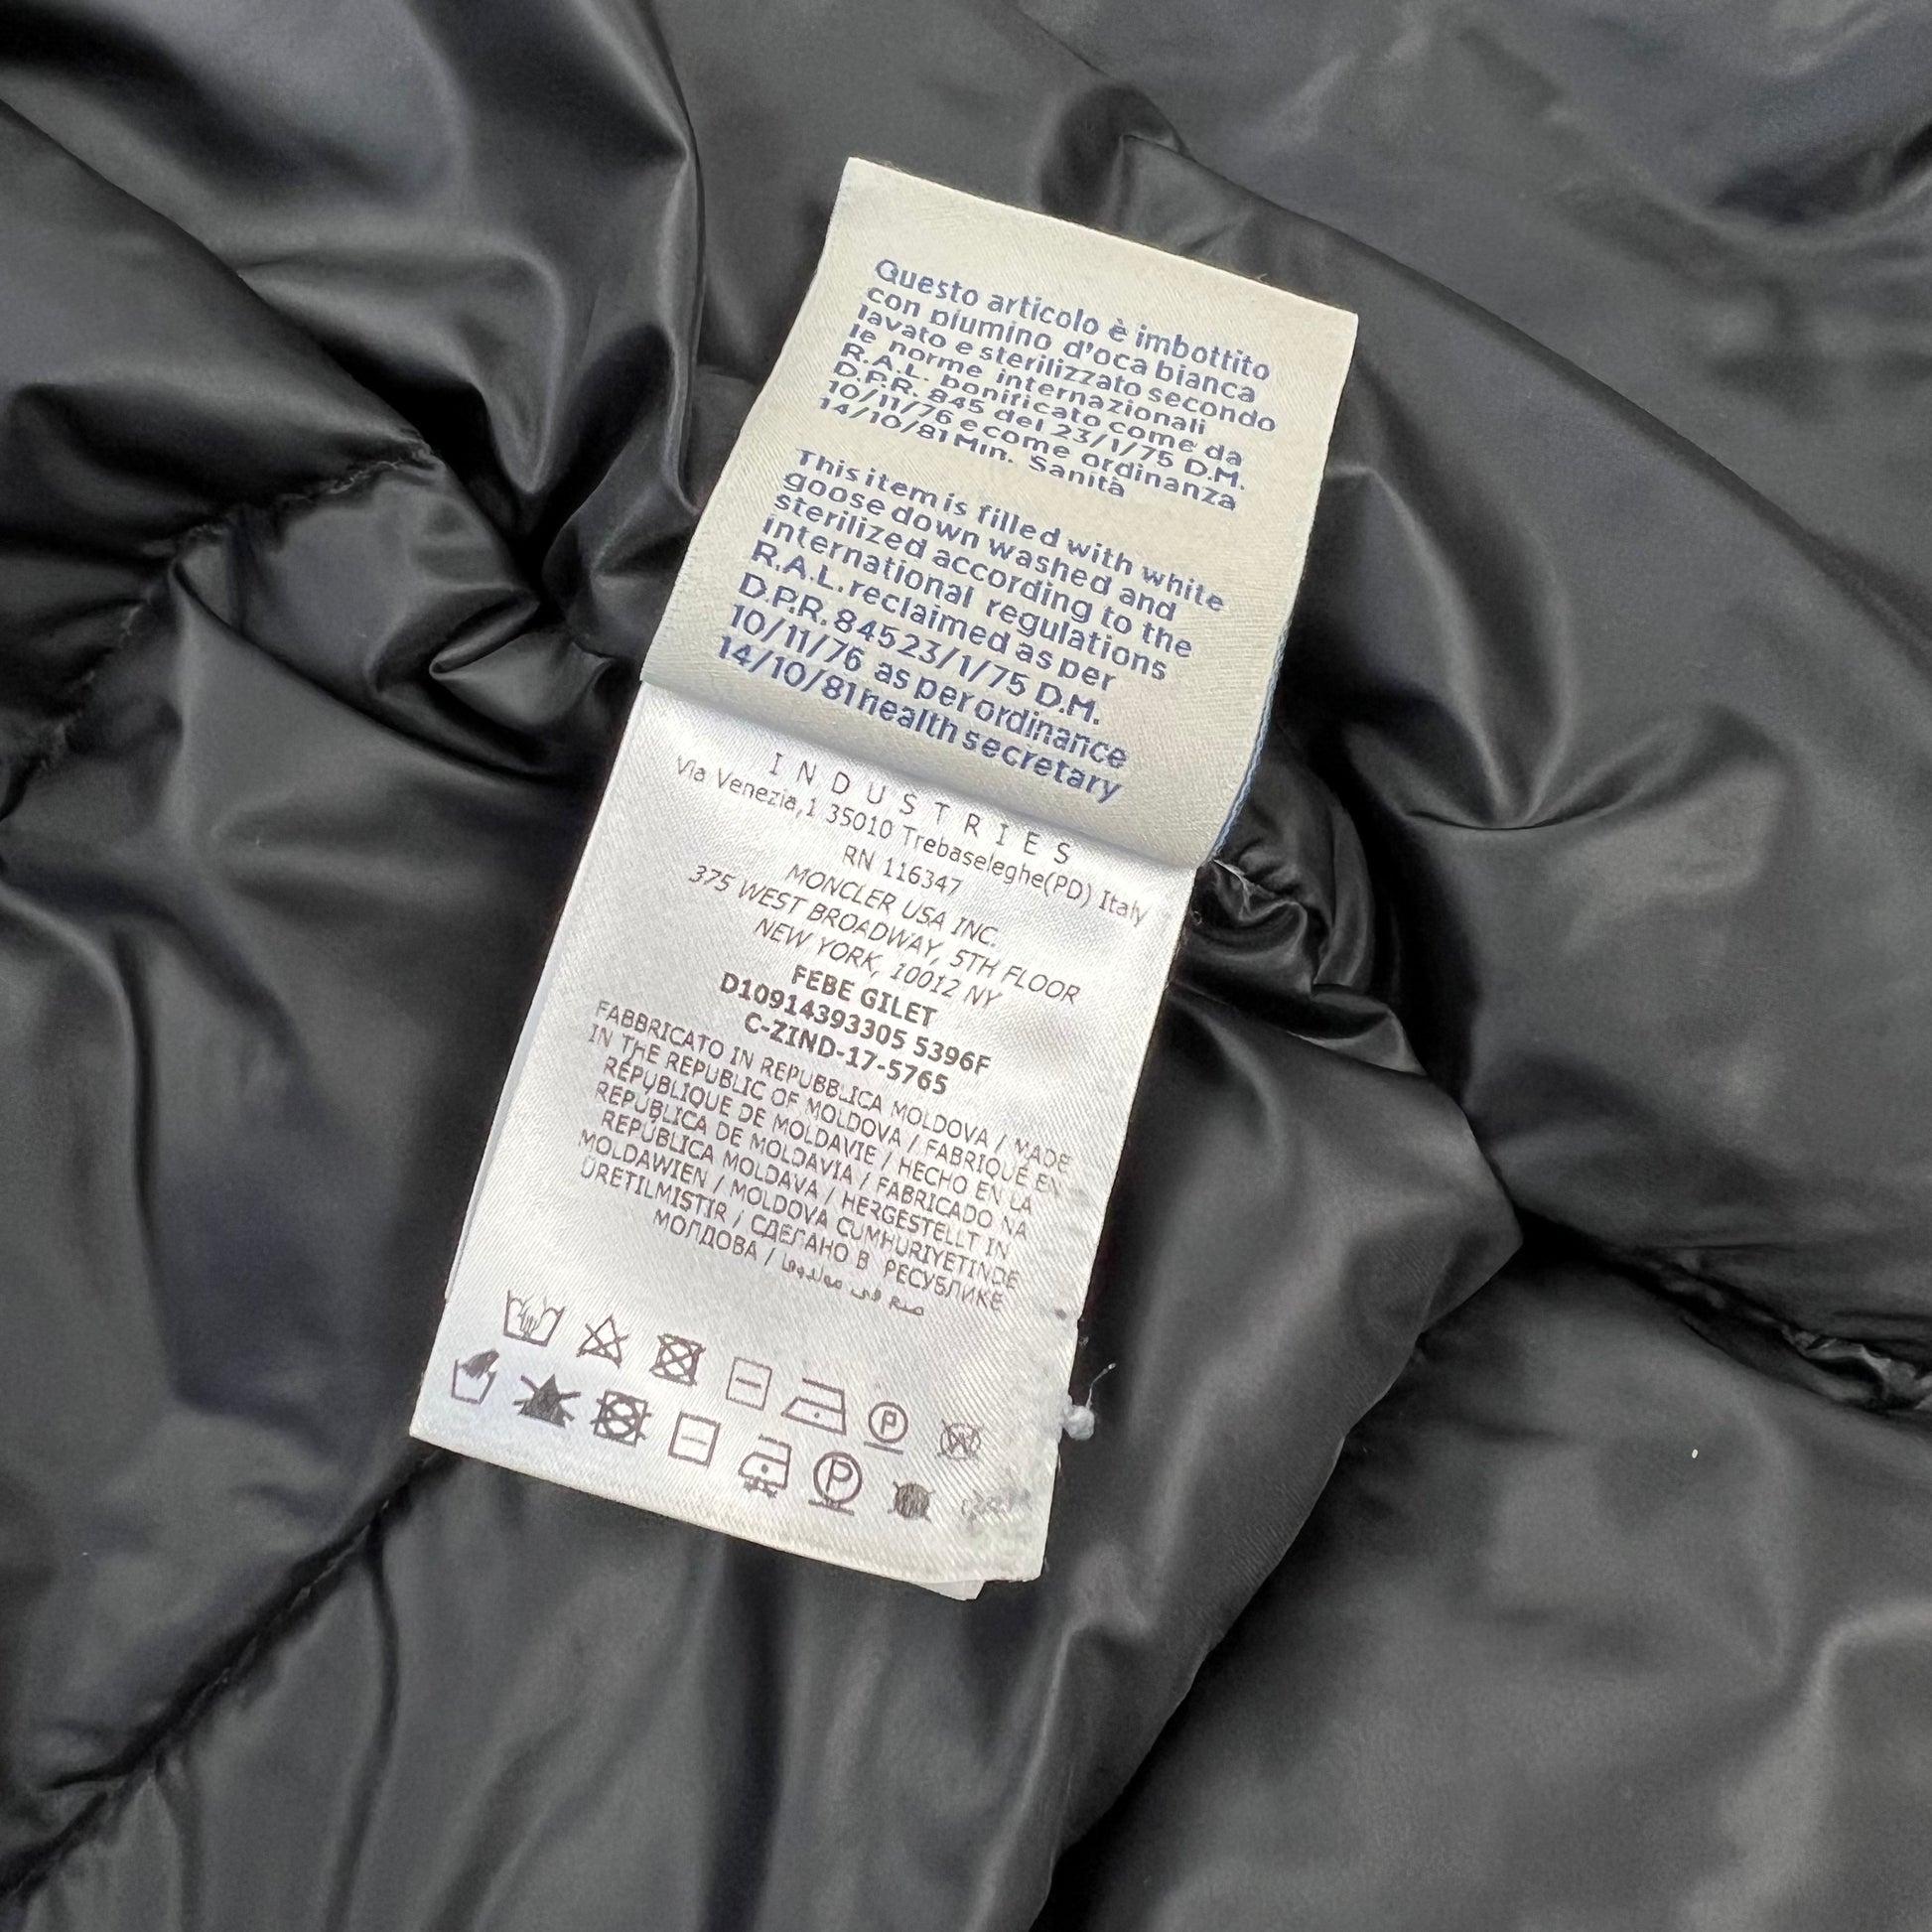 Questo articolo è imbottito
con piumino d'oca bianca
lavato e sterilizzato secondo
le norme internazionali
R.A.L. bonificato come da
D.P.R. 845 del 23/1/75 D.M.
10/11/76 e come ordinanza
14/10/81 Min. Sanità
This item is filled with white
goose down washed and
sterilized according to the
international regulations
R.A.L. reclaimed as per
D.P.R. 845 23/1/75 D.M.
10/11/76 as per ordinance
14/10/81 health secretary
INDUSTRIES
Via Venezia,1 35010 Trebaseleghe(PD) Italy
RN 116347
MONCLER USA INC.
375 WEST BROADWAY, 5TH FLOOR
NEW YORK, 10012 NY
FEBE GILET
D10914393305 5396F
C-ZIND-17-5765
FABBRICATO IN REPUBBLICA MOLDOVA / MADE
IN THE REPUBLIC OF MOLDOVA / FABRIQUÉ EN
RÉPUBLIQUE DE MOLDAVIE / HECHO EN LA
REPÚBLICA DE MOLDAVIA / FABRICADO NA
REPÚBLICA MOLDAVA / HERGESTELLT IN
MOLDAWIEN / MOLDOVA CUMHURIYETINDE
ÜRETILMIŞTIR / СДЕЛАНО В РЕСУБЛИКЕ
МОЛДОВА / صنع في مولدوفا
P W
P